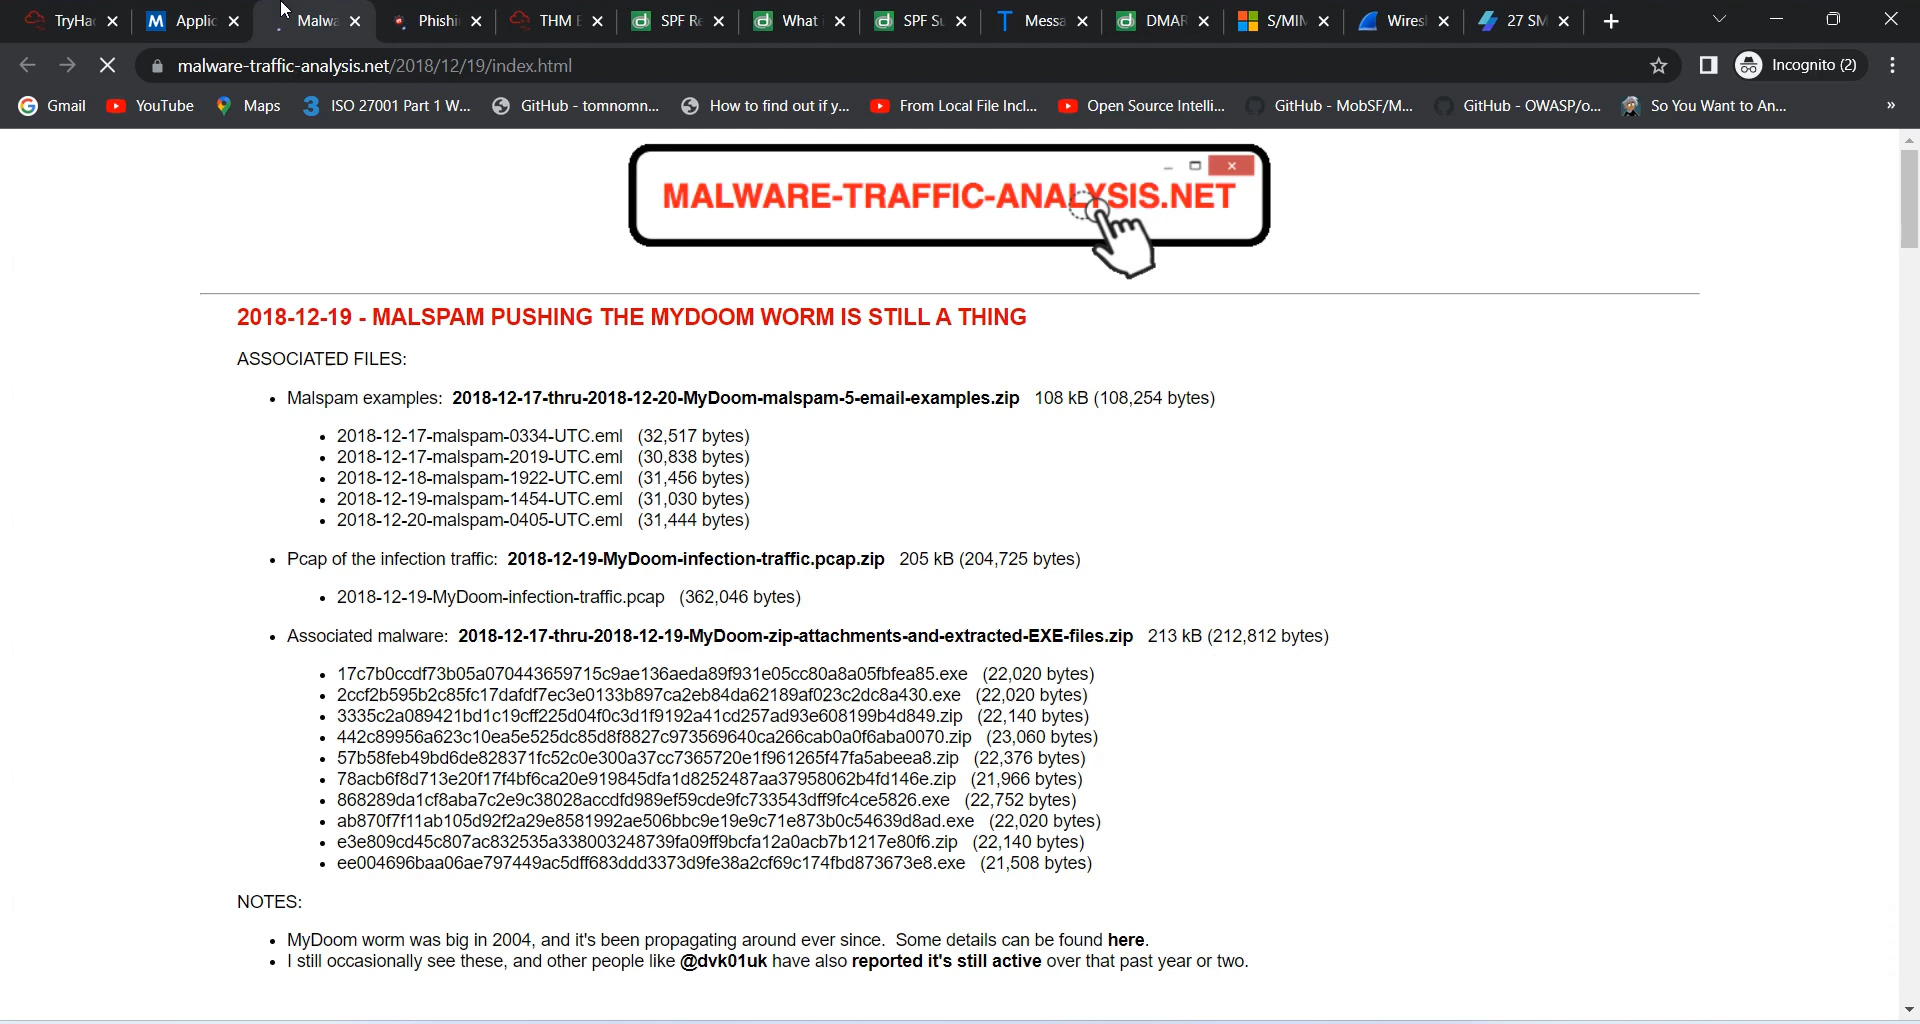 TryHa
Applic
Malwa
Phishi
THM E
SPF Re
What i
SPF Su
Messa
DMAR
S/MIM
Wires
27 SM
malware-traffic-analysis.net/2018/12/19/index.html
Incognito (2)
Gmail
YouTube
Maps
ISO 27001 Part 1 W...
GitHub - tomnomn...
How to find out if y...
From Local File Incl...
Open Source Intelli...
GitHub - MobSF/M...
GitHub - OWASP/o...
So You Want to An...
»
MALWARE-TRAFFIC-ANALYSIS.NET
2018-12-19 - MALSPAM PUSHING THE MYDOOM WORM IS STILL A THING
ASSOCIATED FILES:
• Malspam examples: 2018-12-17-thru-2018-12-20-MyDoom-malspam-5-email-examples.zip 108 kB (108,254 bytes)
• 2018-12-17-malspam-0334-UTC.eml (32,517 bytes)
• 2018-12-17-malspam-2019-UTC.eml (30,838 bytes)
• 2018-12-18-malspam-1922-UTC.eml (31,456 bytes)
• 2018-12-19-malspam-1454-UTC.eml (31,030 bytes)
• 2018-12-20-malspam-0405-UTC.eml (31,444 bytes)
• Pcap of the infection traffic: 2018-12-19-MyDoom-infection-traffic.pcap.zip 205 kB (204,725 bytes)
• 2018-12-19-MyDoom-infection-traffic.pcap (362,046 bytes)
• Associated malware: 2018-12-17-thru-2018-12-19-MyDoom-zip-attachments-and-extracted-EXE-files.zip 213 kB (212,812 bytes)
• 17c7b0ccdf73b05a070443659715c9ae136aeda89f931e05cc80a8a05fbfea85.exe (22,020 bytes)
• 2ccf2b595b2c85fc17dafdf7ec3e0133b897ca2eb84da62189af023c2dc8a430.exe (22,020 bytes)
• 3335c2a089421bd1c19cff225d04f0c3d1f9192a41cd257ad93e608199b4d849.zip (22,140 bytes)
• 442c89956a623c10ea5e525dc85d8f8827c973569640ca266cab0a0f6aba0070.zip (23,060 bytes)
• 57b58feb49bd6de828371fc52c0e300a37cc7365720e1f961265f47fa5abeea8.zip (22,376 bytes)
• 78acb6f8d713e20f17f4bf6ca20e919845dfa1d8252487aa37958062b4fd146e.zip (21,966 bytes)
• 868289da1cf8aba7c2e9c38028accdfd989ef59cde9fc733543dff9fc4ce5826.exe (22,752 bytes)
• ab870f7f11ab105d92f2a29e8581992ae506bbc9e19e9c71e873b0c54639d8ad.exe (22,020 bytes)
• e3e809cd45c807ac832535a338003248739fa09ff9bcfa12a0acb7b1217e80f6.zip (22,140 bytes)
• ee004696baa06ae797449ac5dff683ddd3373d9fe38a2cf69c174fbd873673e8.exe (21,508 bytes)
NOTES:
• MyDoom worm was big in 2004, and it's been propagating around ever since. Some details can be found here.
• I still occasionally see these, and other people like @dvk01uk have also reported it's still active over that past year or two.